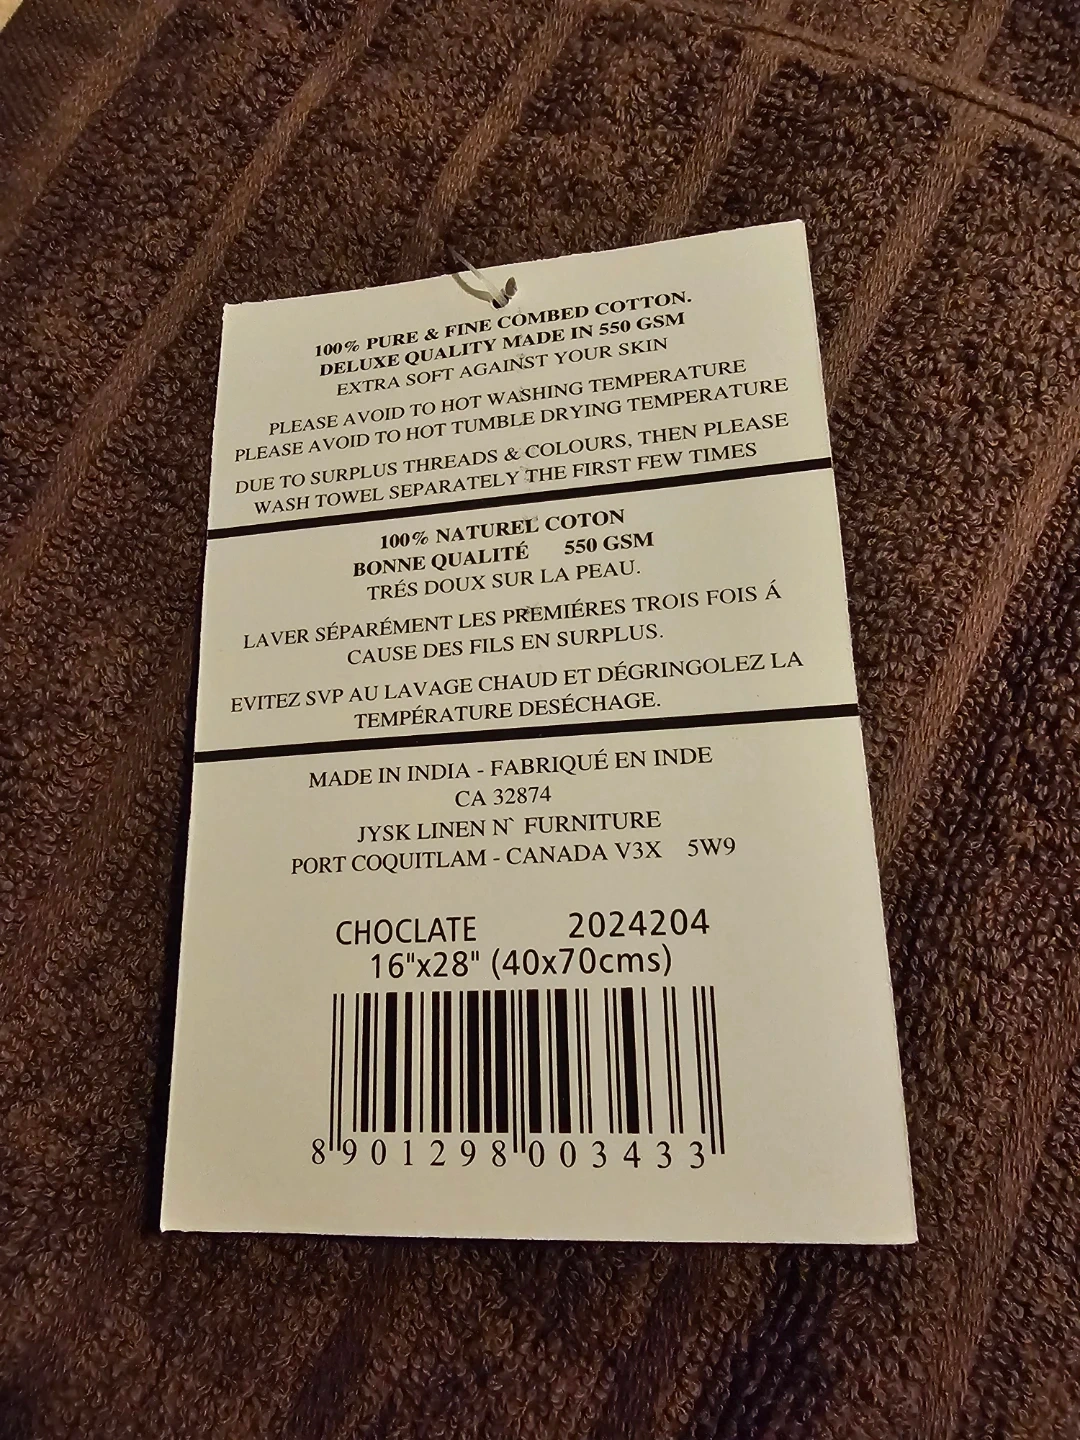 100% PURE & FINE COMBED COTTON.
DELUXE QUALITY MADE IN 550 GSM
EXTRA SOFT AGAINST YOUR SKIN
PLEASE AVOID TO HOT WASHING TEMPERATURE
PLEASE AVOID TO HOT TUMBLE DRYING TEMPERATURE
DUE TO SURPLUS THREADS & COLOURS, THEN PLEASE
WASH TOWEL SEPARATELY THE FIRST FEW TIMES
100% NATUREL COTON
BONNE QUALITÉ 550 GSM
TRÉS DOUX SUR LA PEAU.
LAVER SÉPARÉMENT LES PREMIÉRES TROIS FOIS Á
CAUSE DES FILS EN SURPLUS.
EVITEZ SVP AU LAVAGE CHAUD ET DÉGRINGOLEZ LA
TEMPÉRATURE DESÉCHAGE.
MADE IN INDIA - FABRIQUÉ EN INDE
CA 32874
JYSK LINEN N` FURNITURE
PORT COQUITLAM - CANADA V3X 5W9
CHOCLATE 2024204
16"x28" (40x70cms)
8 901298 003433